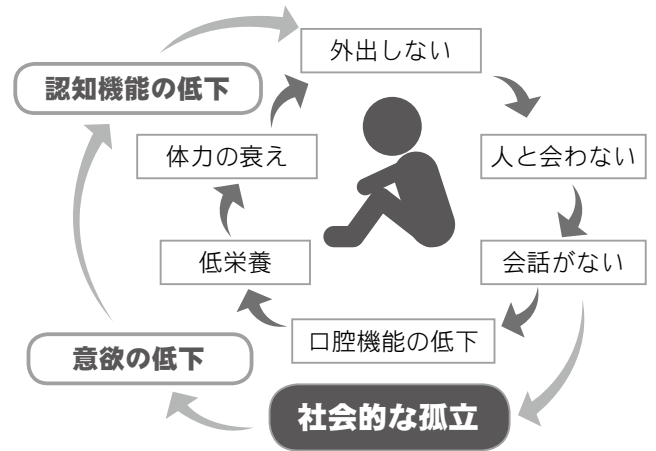 外出しない
認知機能の低下
体力の衰え
人と会わない
低栄養
会話がない
口腔機能の低下
意欲の低下
社会的な孤立